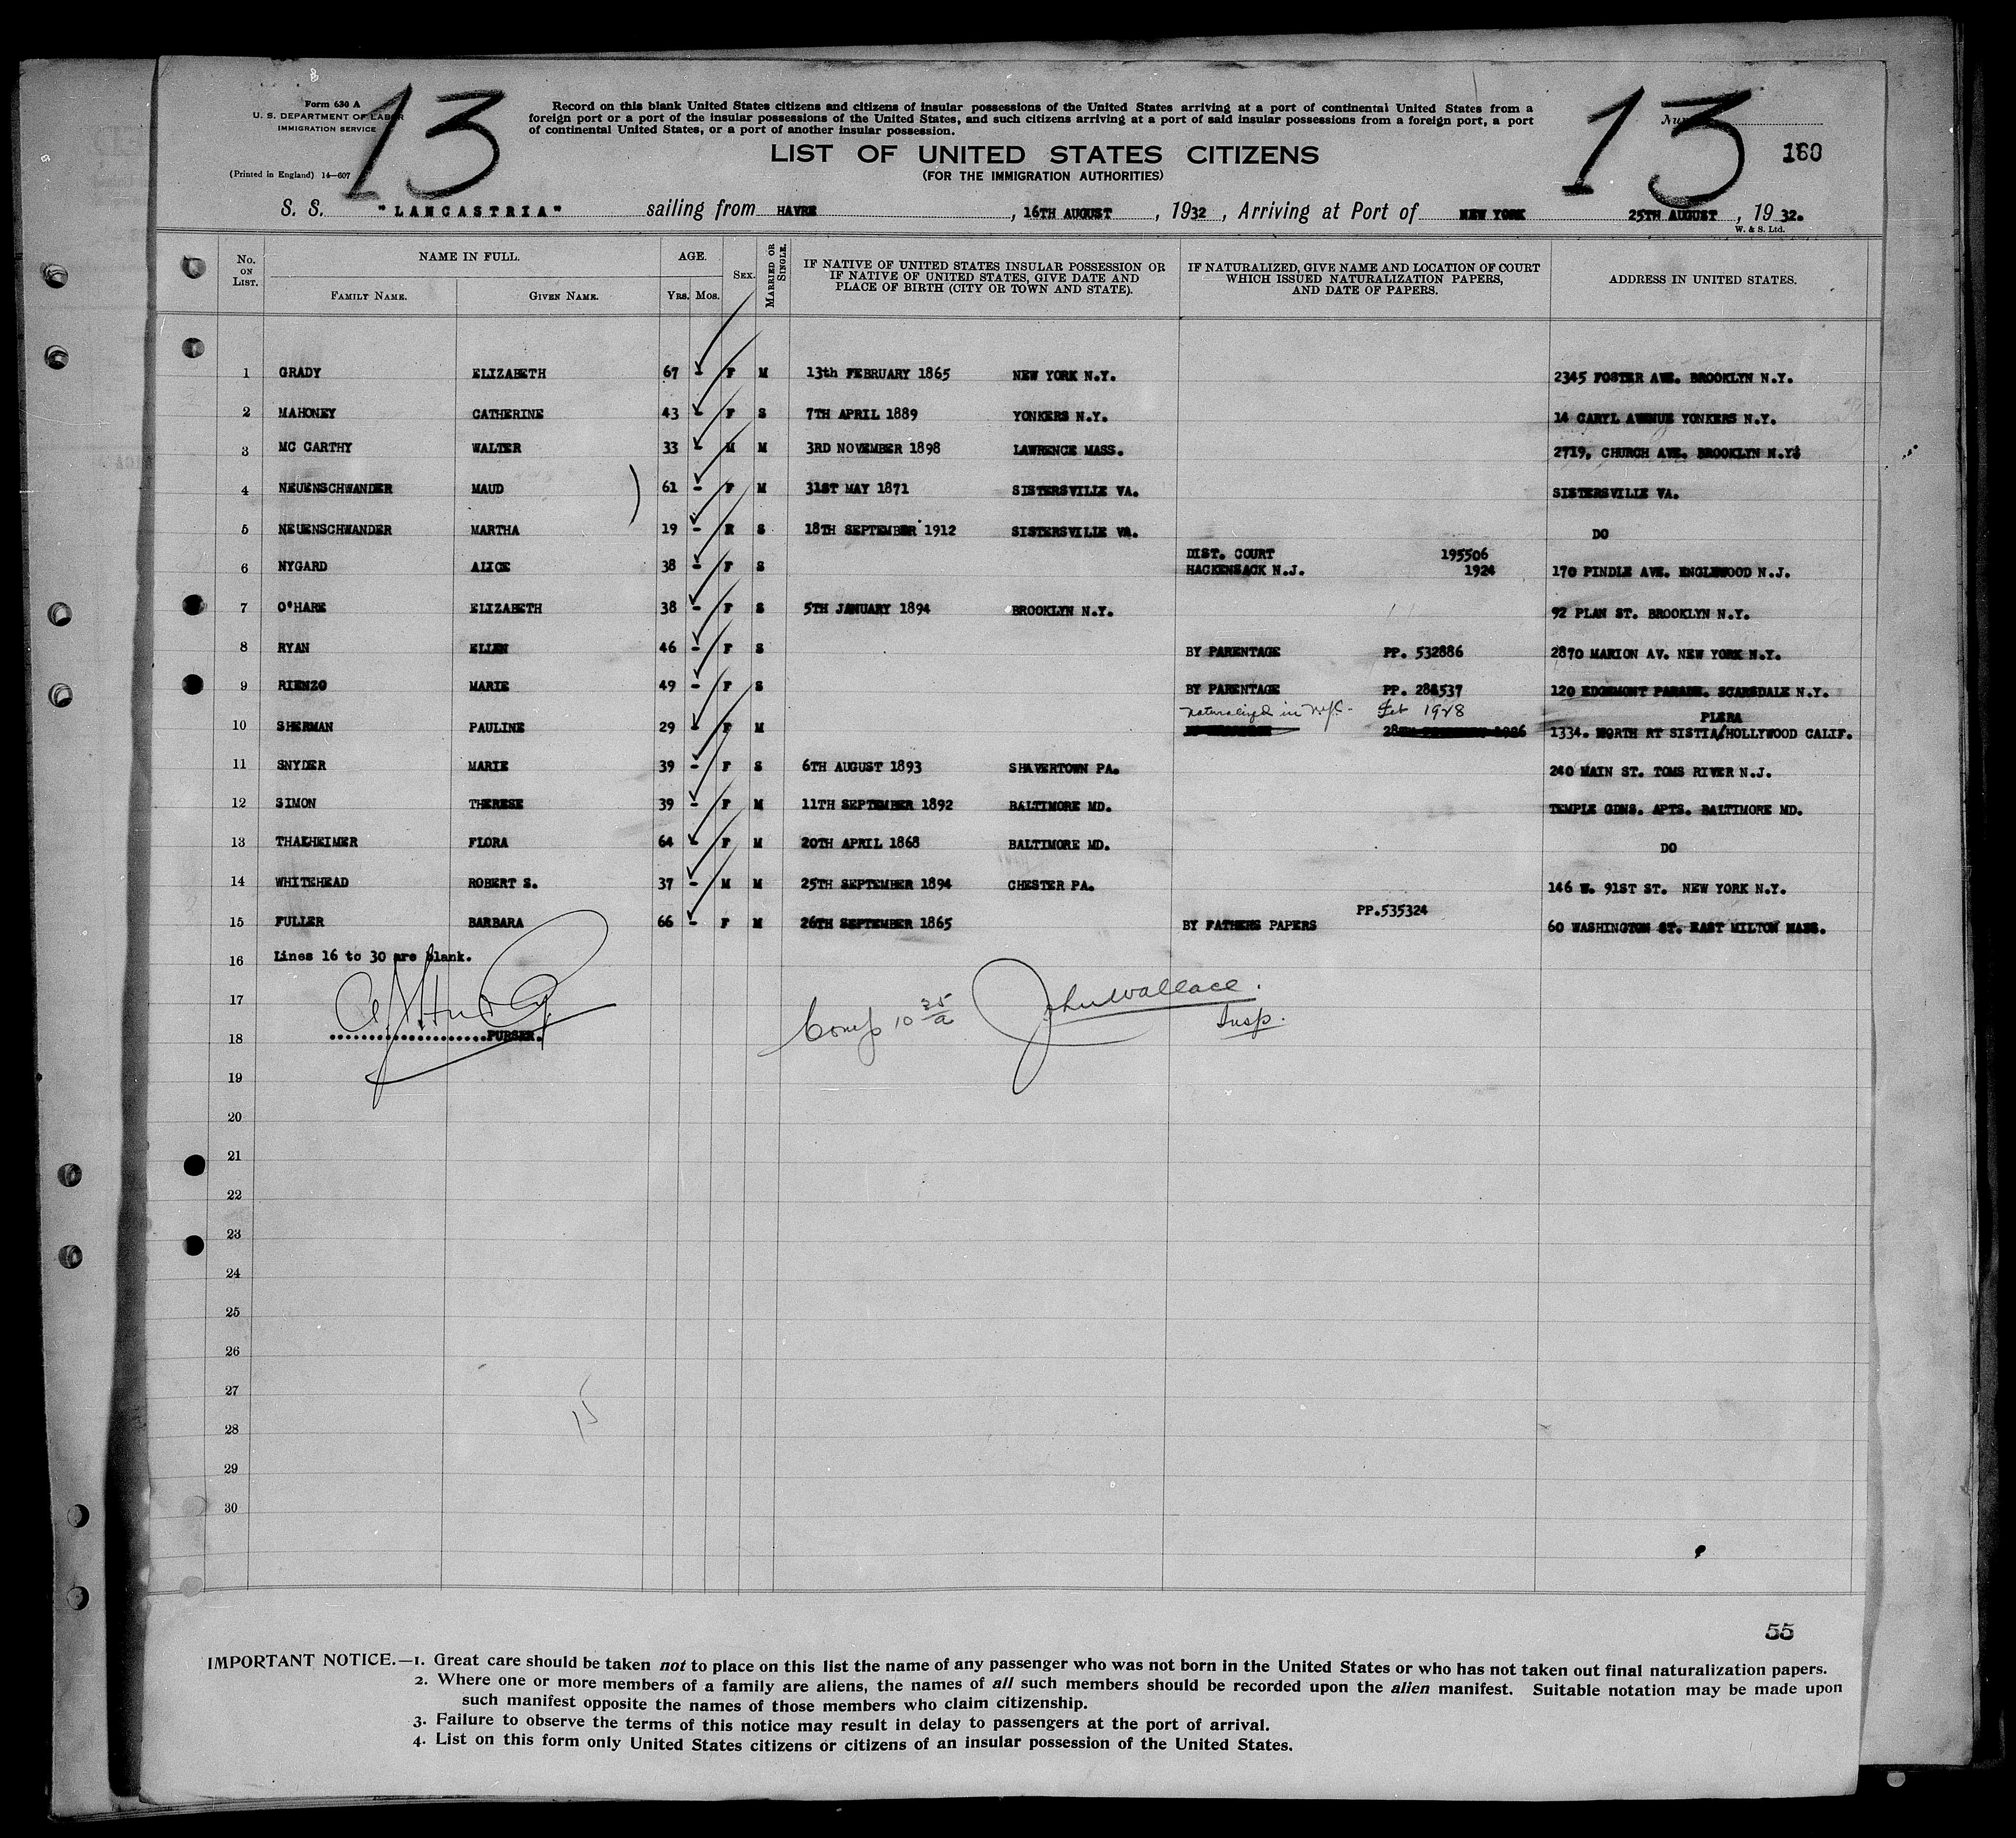 Form 630 A
U. S. DEPARTMENT OF LABOR
IMMIGRATION SERVICE
(Printed in England) 14—607
13
Record on this blank United States citizens and citizens of insular possessions of the United States arriving at a port of continental United States from a
foreign port or a port of the insular possessions of the United States, and such citizens arriving at a port of said insular possessions from a foreign port, a port
of continental United States, or a port of another insular possession.
LIST OF UNITED STATES CITIZENS
(FOR THE IMMIGRATION AUTHORITIES)
13
160
S. S. "LANCASTRIA" sailing from HAVRE, 16TH AUGUST, 1932, Arriving at Port of NEW YORK 25TH AUGUST, 1932.
W. & S. Ltd.
No. ON LIST. NAME IN FULL. FAMILY NAME. GIVEN NAME. AGE. Yrs. Mos. SEX. MARRIED OR SINGLE. IF NATIVE OF UNITED STATES INSULAR POSSESSION OR IF NATIVE OF UNITED STATES, GIVE DATE AND PLACE OF BIRTH (CITY OR TOWN AND STATE). IF NATURALIZED, GIVE NAME AND LOCATION OF COURT WHICH ISSUED NATURALIZATION PAPERS, AND DATE OF PAPERS. ADDRESS IN UNITED STATES.
1 GRADY ELIZABETH 67 - F M 13th FEBRUARY 1865 NEW YORK N.Y. 2345 FOSTER AVE. BROOKLYN N.Y.
2 MAHONEY CATHERINE 43 - F S 7TH APRIL 1889 YONKERS N.Y. 14 CARYL AVENUE YONKERS N.Y.
3 MC CARTHY WALTER 33 - M M 3RD NOVEMBER 1898 LAWRENCE MASS. 2719, CHURCH AVE. BROOKLYN N.Y.
4 NEUENSCHWANDER MAUD 61 - F M 31ST MAY 1871 SISTERSVILLE VA. SISTERSVILLE VA.
5 NEUENSCHWANDER MARTHA 19 - S 18TH SEPTEMBER 1912 SISTERSVILLE VA. DO
6 NYGARD ALICE 38 - F S DIST. COURT 195506
HACKENSACK N.J. 1924 170 PINDLE AVE. ENGLEWOOD N.J.
7 O'HARE ELIZABETH 38 - F S 5TH JANUARY 1894 BROOKLYN N.Y. 92 PLAN ST. BROOKLYN N.Y.
8 RYAN ELLEN 46 - F S BY PARENTAGE PP. 532886 2870 MARION AV. NEW YORK N.Y.
9 RIENZO MARIE 49 - F S BY PARENTAGE PP. 284537 120 EDGEMONT PARADE. SCARSDALE N.Y.
naturalized in N.Y.C. Feb 1928
PIERA
10 SHERMAN PAULINE 29 - F M 1334. NORTH RT SISTIA/HOLLYWOOD CALIF.
11 SNYDER MARIE 39 - F S 6TH AUGUST 1893 SHAVERTOWN PA. 240 MAIN ST. TOMS RIVER N.J.
12 SIMON THERESE 39 - F M 11TH SEPTEMBER 1892 BALTIMORE MD. TEMPLE GDNS. APTS. BALTIMORE MD.
13 THALHEIMER FLORA 64 - F M 20TH APRIL 1868 BALTIMORE MD. DO
14 WHITEHEAD ROBERT S. 37 - M M 25TH SEPTEMBER 1894 CHESTER PA. 146 W. 91ST ST. NEW YORK N.Y.
PP.535324
15 FULLER BARBARA 66 - F M 26TH SEPTEMBER 1865 BY FATHERS PAPERS 60 WASHINGTON ST. EAST MILTON MASS.
16 Lines 16 to 30 are blank.
17
Comp 10 25/a John Wallace.
Insp.
18 PURSER.
19
20
21
22
23
24
25
26
27
15
28
29
30
55
IMPORTANT NOTICE.—1. Great care should be taken not to place on this list the name of any passenger who was not born in the United States or who has not taken out final naturalization papers.
2. Where one or more members of a family are aliens, the names of all such members should be recorded upon the alien manifest. Suitable notation may be made upon
such manifest opposite the names of those members who claim citizenship.
3. Failure to observe the terms of this notice may result in delay to passengers at the port of arrival.
4. List on this form only United States citizens or citizens of an insular possession of the United States.